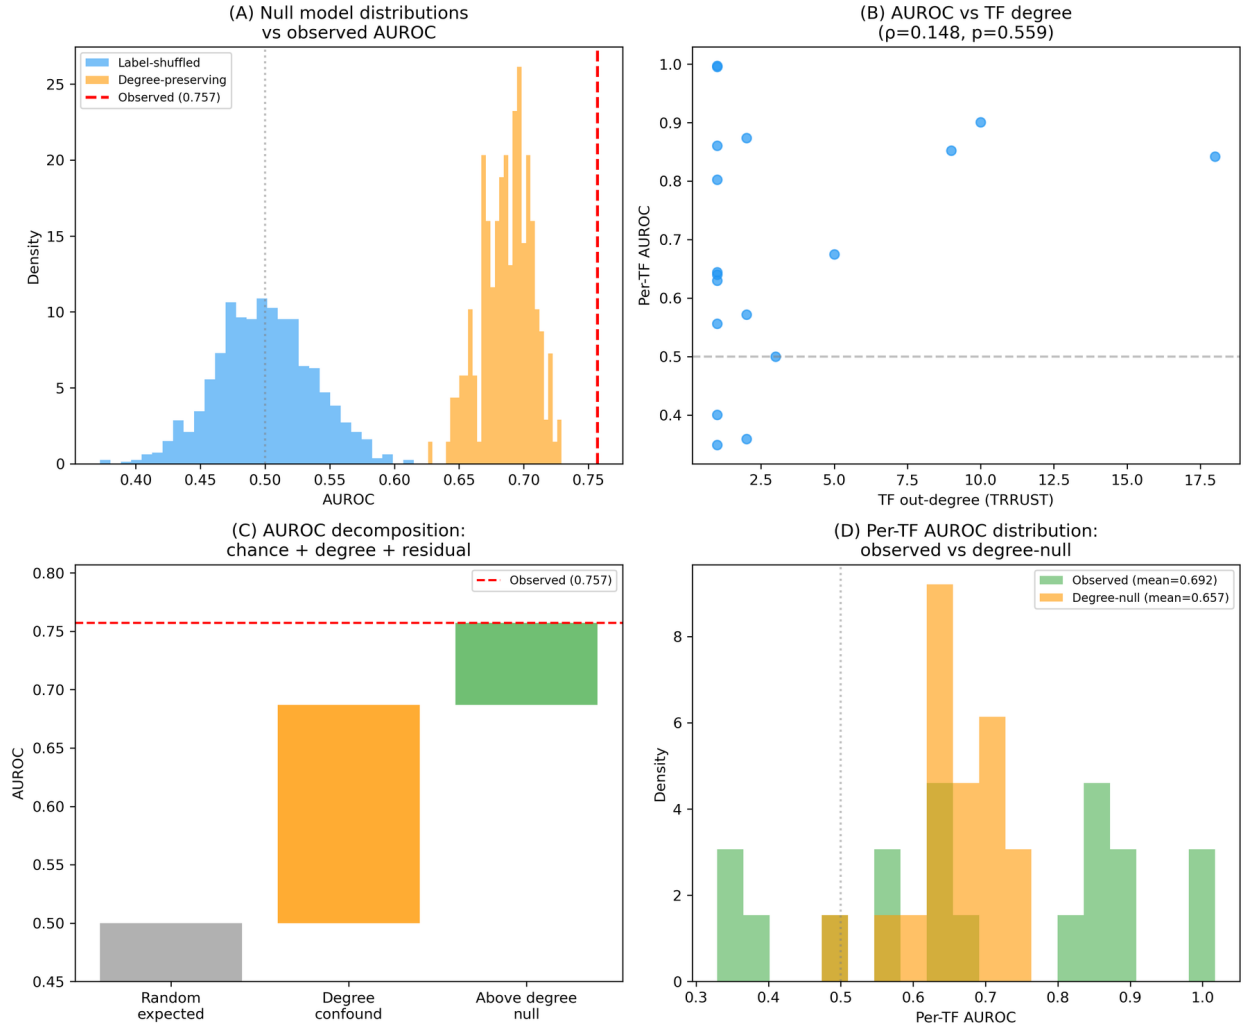 (A) Null model distributions
vs observed AUROC
Label-shuffled
Degree-preserving
Observed (0.757)
Density
25
20
15
10
5
0
0.40
0.45
0.50
0.55
0.60
0.65
0.70
0.75
AUROC
(B) AUROC vs TF degree
(ρ=0.148, p=0.559)
Per-TF AUROC
1.0
0.9
0.8
0.7
0.6
0.5
0.4
2.5
5.0
7.5
10.0
12.5
15.0
17.5
TF out-degree (TRRUST)
(C) AUROC decomposition:
chance + degree + residual
Observed (0.757)
AUROC
0.80
0.75
0.70
0.65
0.60
0.55
0.50
0.45
Random
expected
Degree
confound
Above degree
null
(D) Per-TF AUROC distribution:
observed vs degree-null
Observed (mean=0.692)
Degree-null (mean=0.657)
Density
8
6
4
2
0
0.3
0.4
0.5
0.6
0.7
0.8
0.9
1.0
Per-TF AUROC